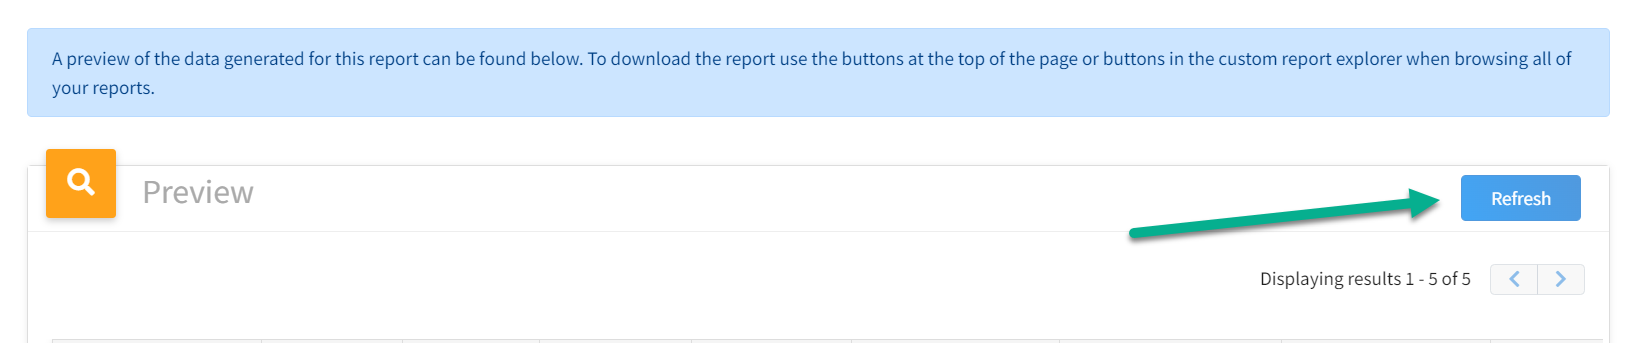 A preview of the data generated for this report can be found below. To download the report use the buttons at the top of the page or buttons in the custom report explorer when browsing all of
your reports.
Preview
Refresh
Displaying results 1 - 5 of 5